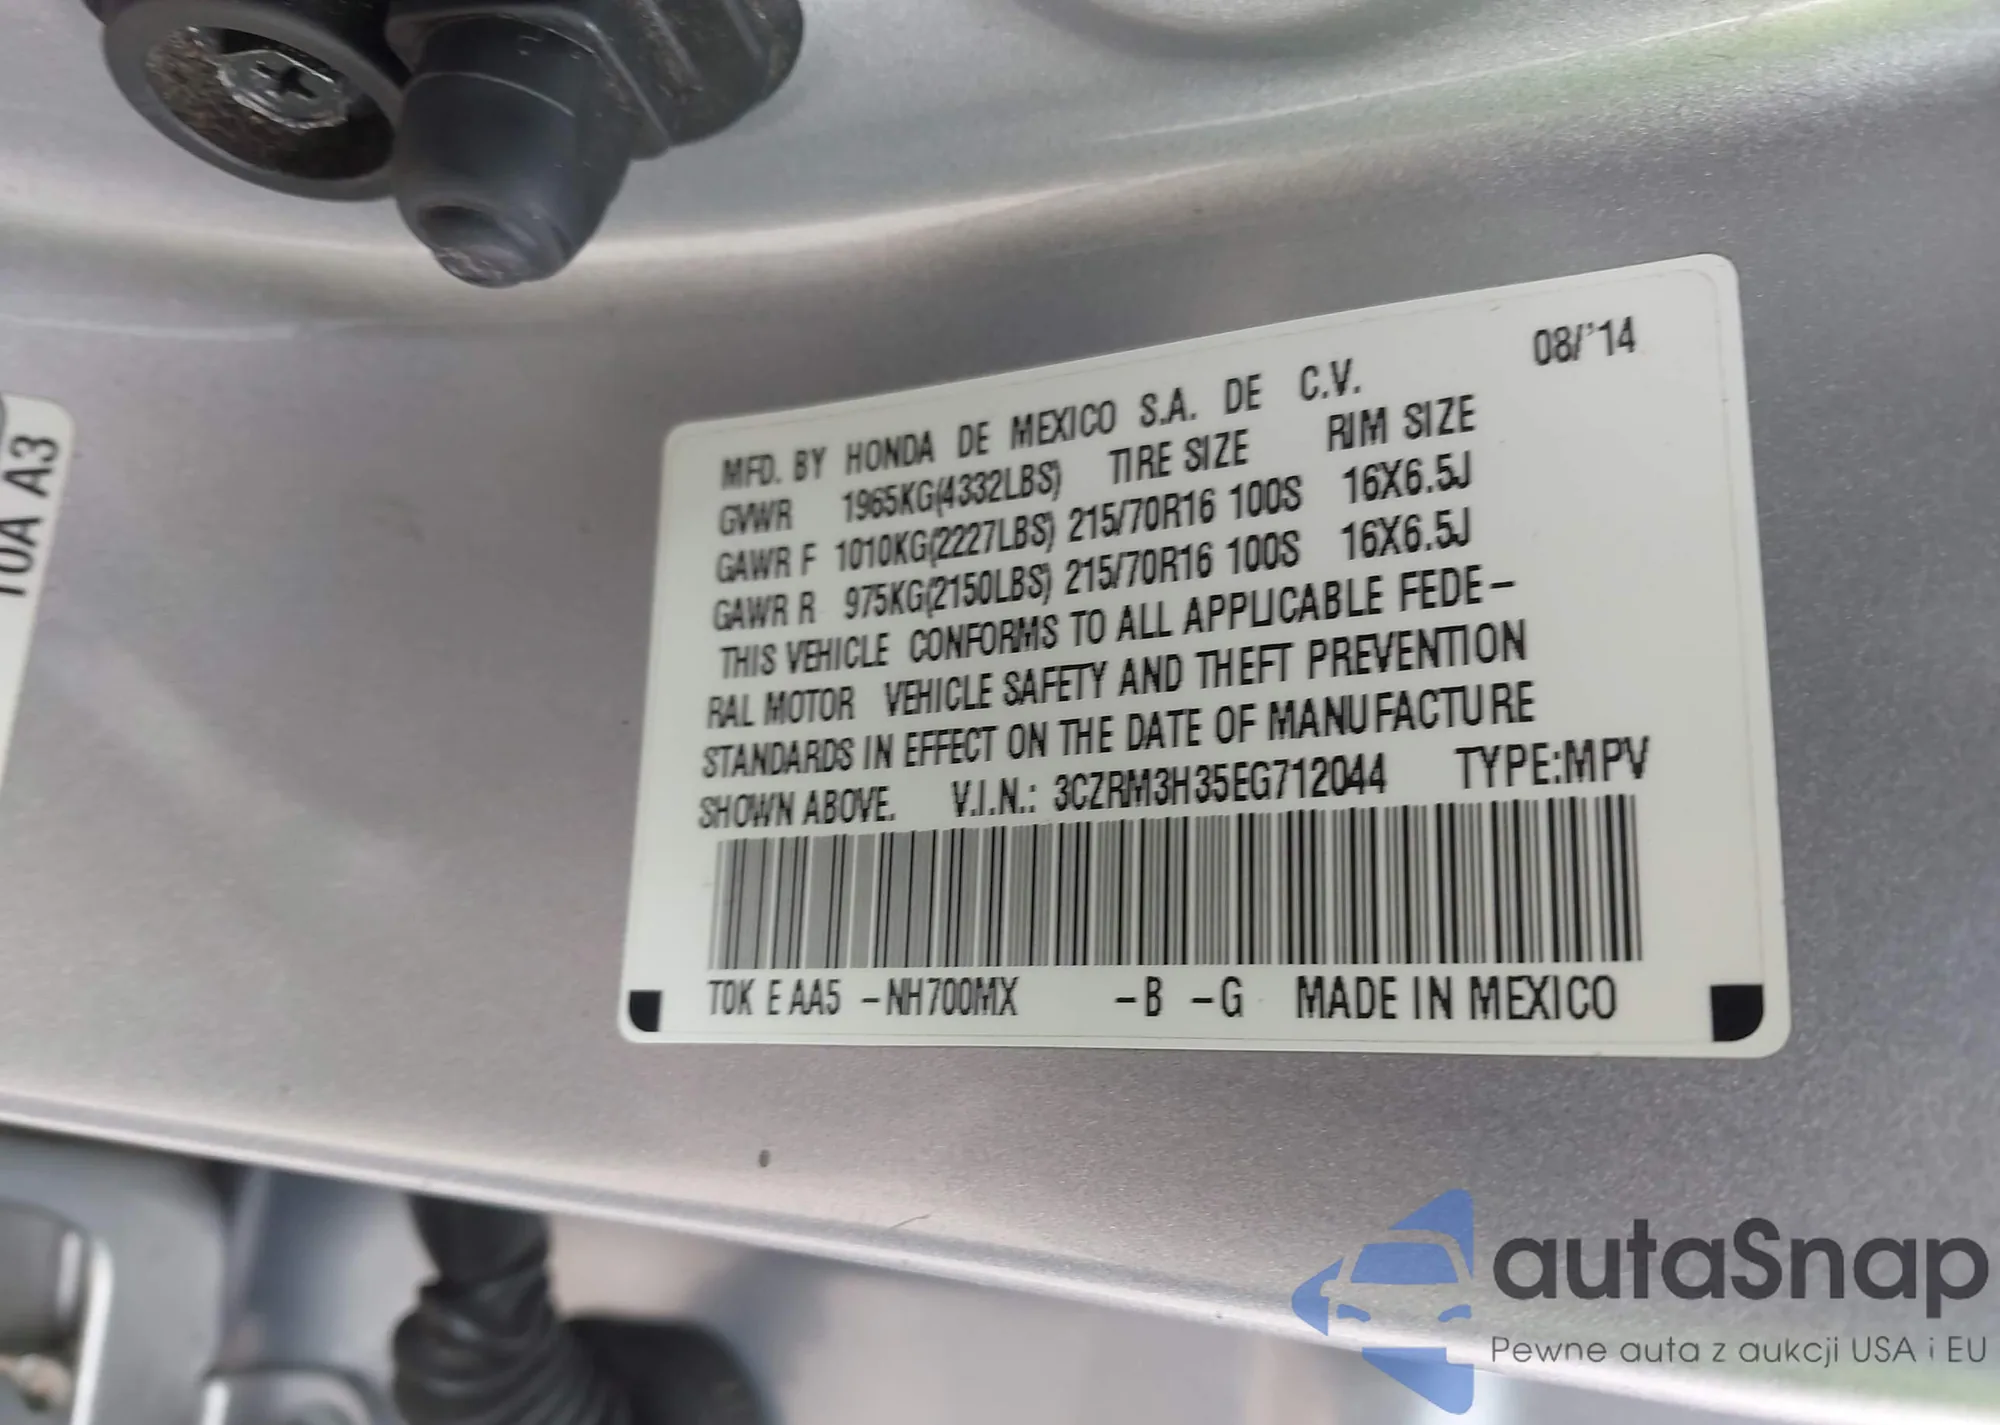 T0A A3
08/'14
MFD. BY HONDA DE MEXICO S.A. DE C.V.
GVWR 1965KG(4332LBS) TIRE SIZE RIM SIZE
GAWR F 1010KG(2227LBS) 215/70R16 100S 16X6.5J
GAWR R 975KG(2150LBS) 215/70R16 100S 16X6.5J
THIS VEHICLE CONFORMS TO ALL APPLICABLE FEDE-
RAL MOTOR VEHICLE SAFETY AND THEFT PREVENTION
STANDARDS IN EFFECT ON THE DATE OF MANUFACTURE
SHOWN ABOVE. V.I.N.: 3CZRM3H35EG712044 TYPE:MPV
T0K E AA5 -NH700MX -B -G MADE IN MEXICO
autaSnap
Pewne auta z aukcji USA i EU